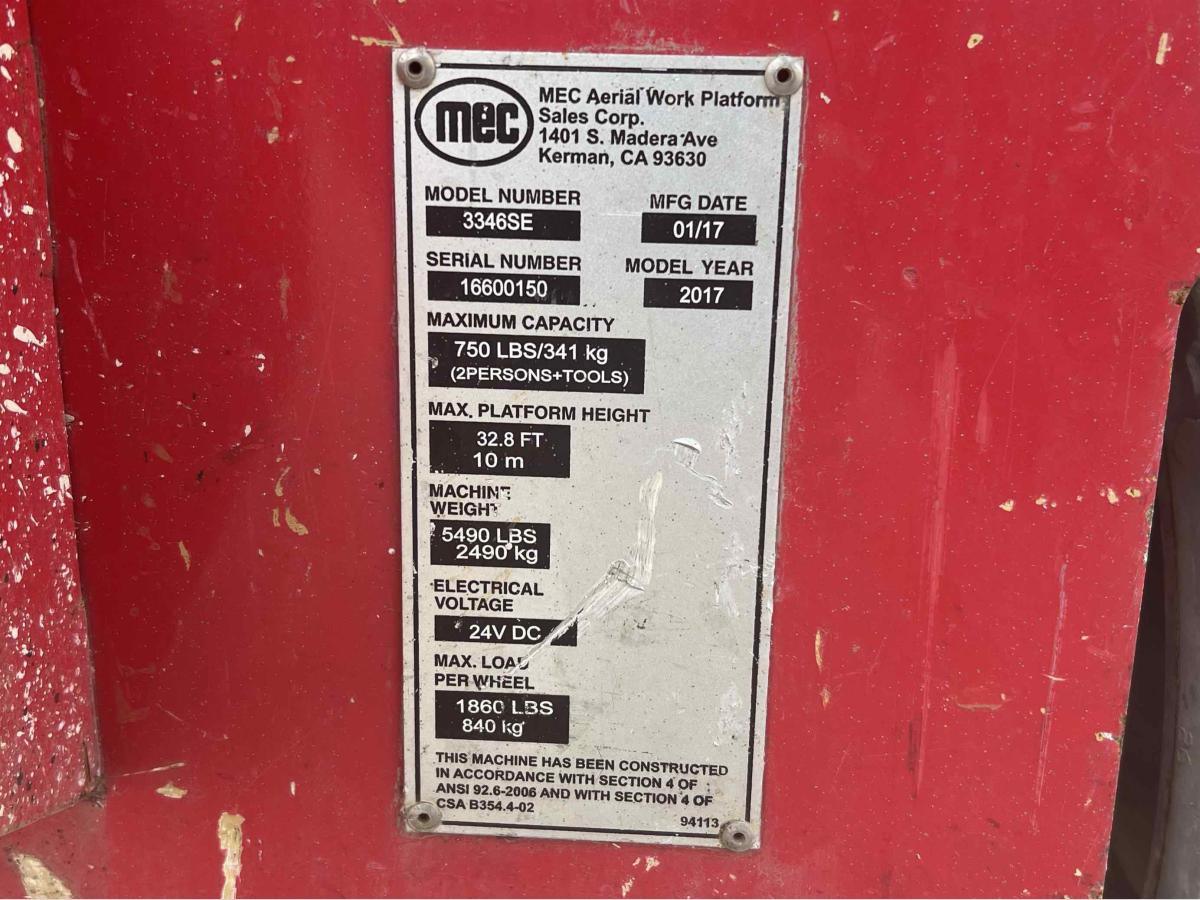 mec
MEC Aerial Work Platform
Sales Corp.
1401 S. Madera Ave
Kerman, CA 93630
MODEL NUMBER
3346SE
MFG DATE
01/17
SERIAL NUMBER
16600150
MODEL YEAR
2017
MAXIMUM CAPACITY
750 LBS/341 kg
(2PERSONS+TOOLS)
MAX. PLATFORM HEIGHT
32.8 FT
10 m
MACHINE
WEIGHT
5490 LBS
2490 kg
ELECTRICAL
VOLTAGE
24V DC
MAX. LOAD
PER WHEEL
1860 LBS
840 kg
THIS MACHINE HAS BEEN CONSTRUCTED
IN ACCORDANCE WITH SECTION 4 OF
ANSI 92.6-2006 AND WITH SECTION 4 OF
CSA B354.4-02
94113